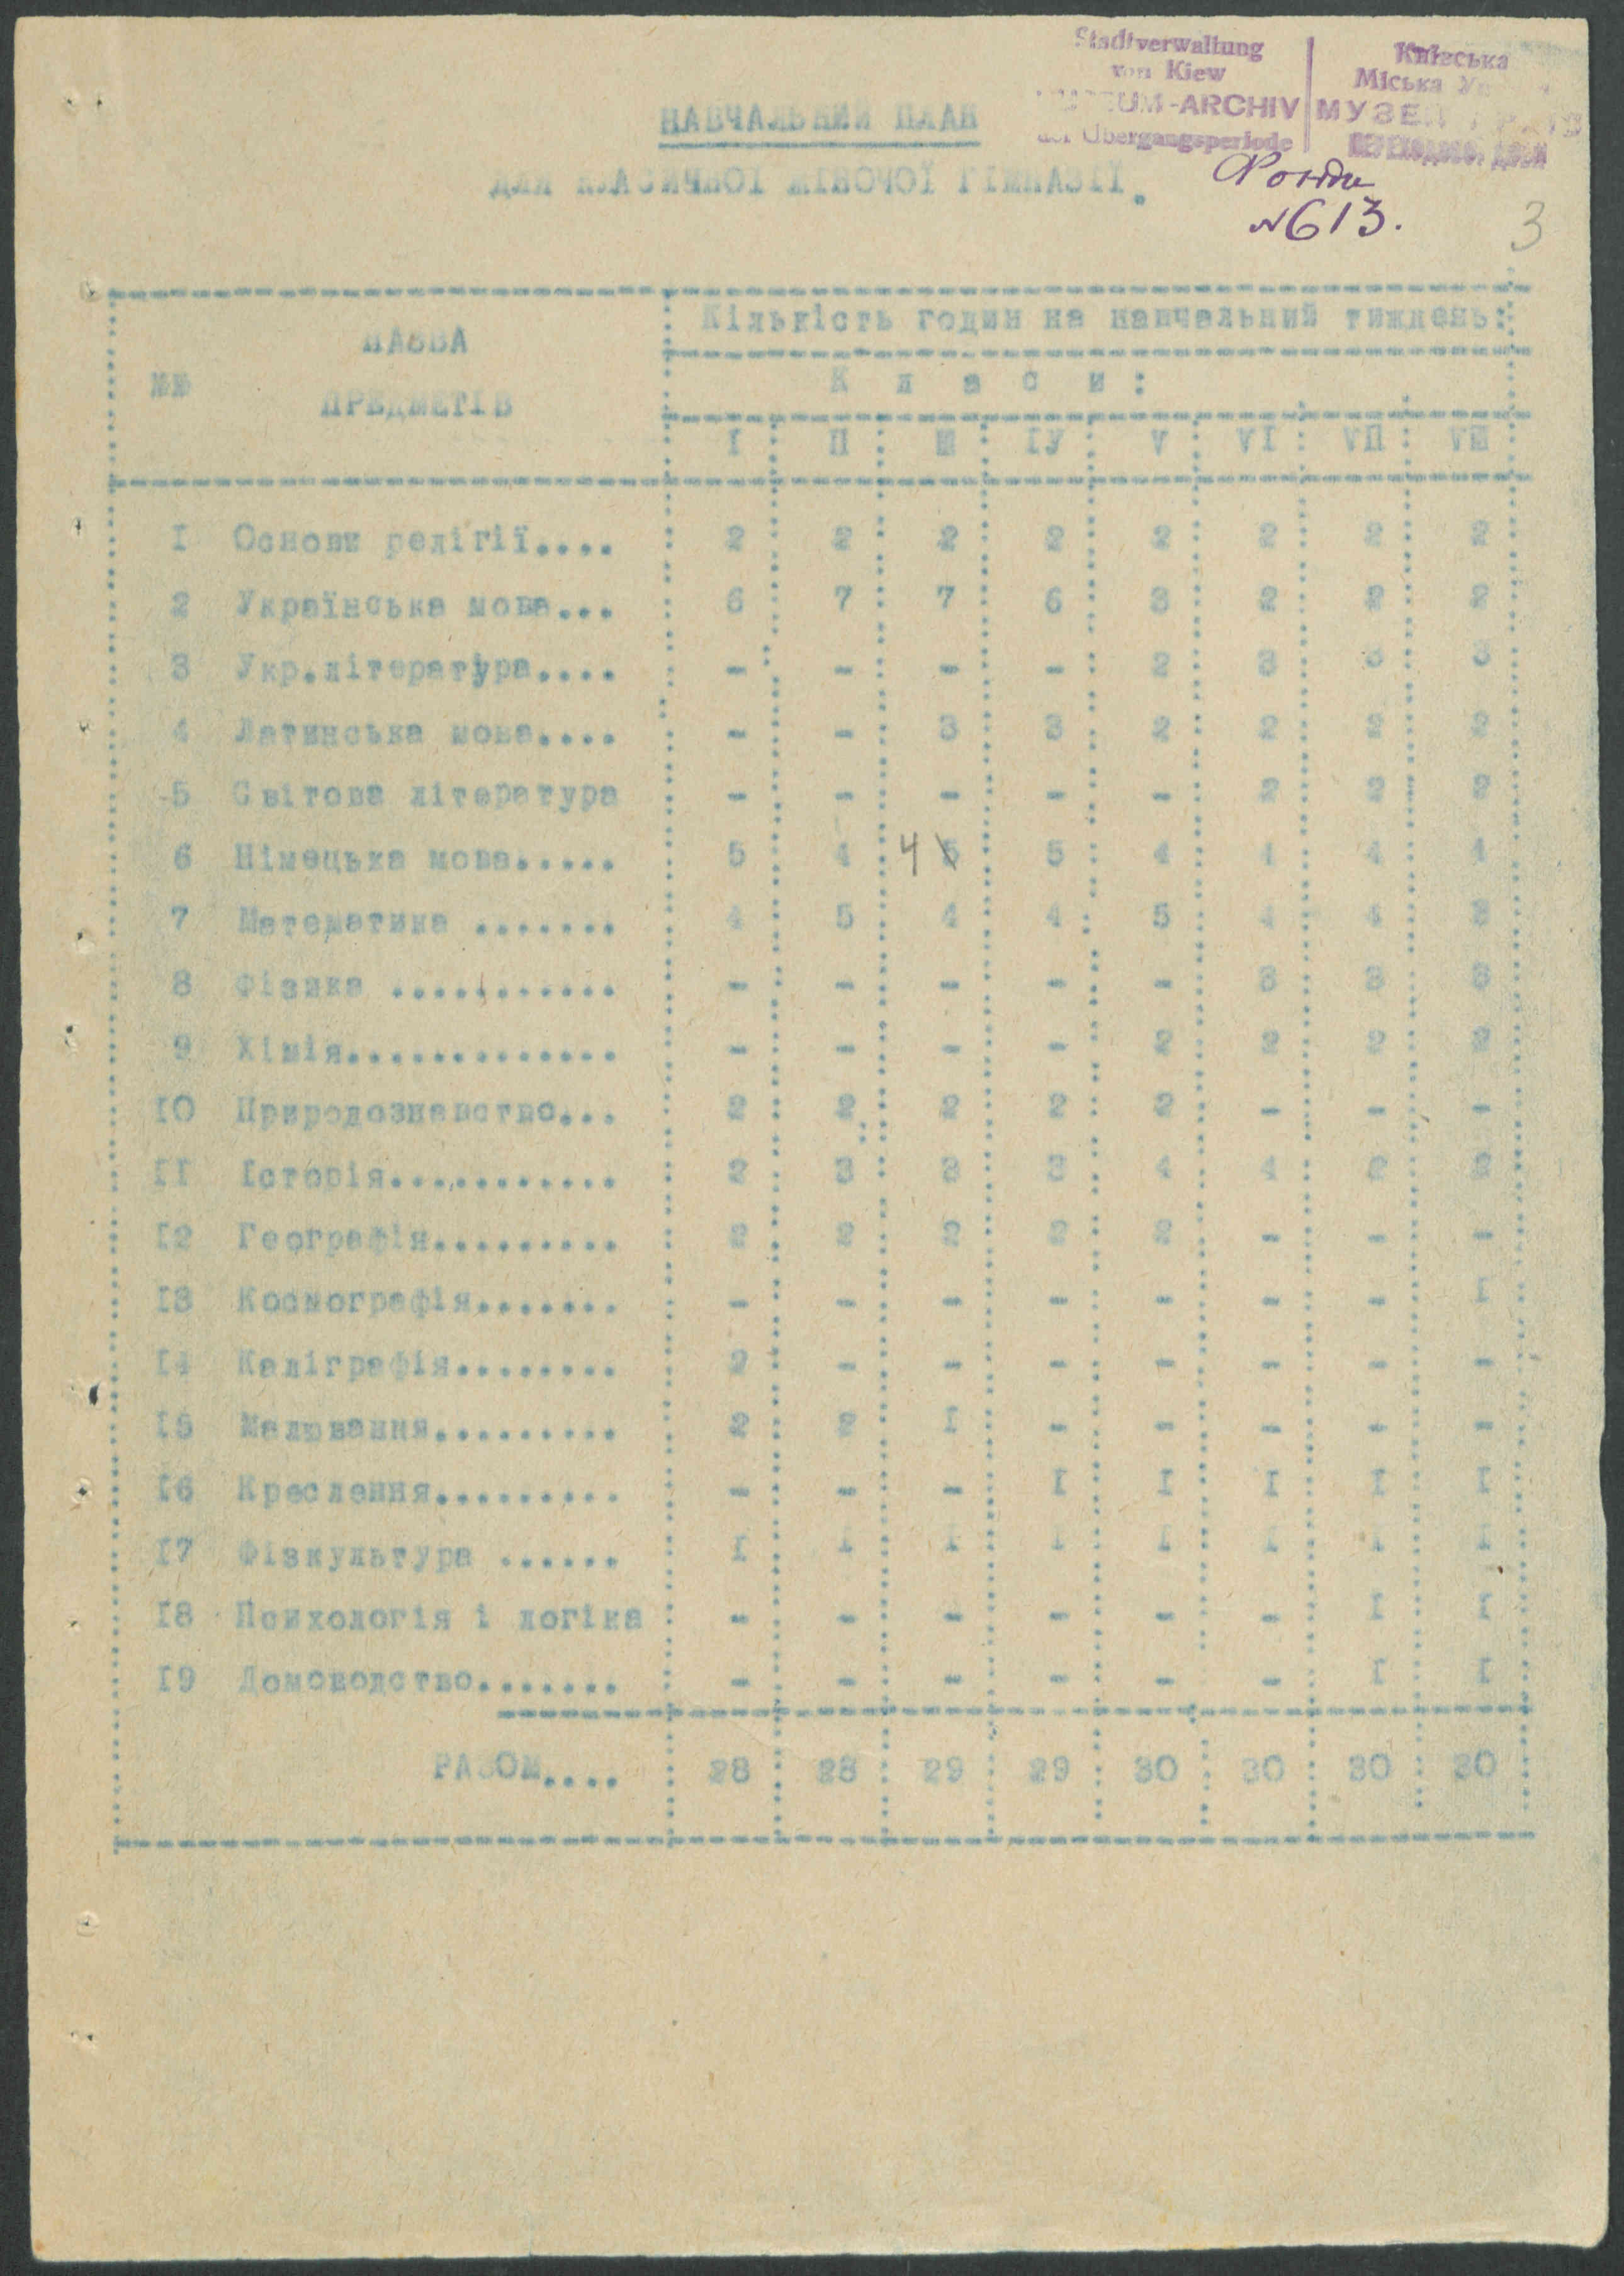 Stadtverwaltung
von Kiew
MUSEUM-ARCHIV
der Übergangsperiode
Київська
Міська
МУЗЕЙ
Фонди
№613.
3
НАВЧАЛЬНИЙ ПЛАН
ДЛЯ КЛАСИЧНОЇ ЖІНОЧОЇ ГІМНАЗІЇ.
№№ НАЗВА ПРЕДМЕТІВ Кількість годин на навчальний тиждень:
К л а с и :
I : П : Ш : ІУ : V : VI : VП : VШ
I Основи релігії.... 2 2 2 2 2 2 2 2
2 Українська мова... 6 7 7 6 3 2 2 2
3 Укр.література.... - - - - 2 3 3 3
4 Латинська мова.... - - 3 3 2 2 2 2
5 Світова література - - - - - 2 2 2
6 Німецька мова..... 5 4 4 5 5 4 4 4 4
7 Математика ....... 4 5 4 4 5 4 4 3
8 Фізика ........... - - - - - 3 3 3
9 Хімія............. - - - - 2 2 2 2
IO Природознавство... 2 2 2 2 2 - - -
II Історія........... 2 3 3 3 4 4 2 2
I2 Географія......... 2 2 2 2 2 - - -
I3 Космографія....... - - - - - - - I
I4 Каліграфія........ 2 - - - - - - -
I5 Малювання......... 2 2 I - - - - -
I6 Креслення......... - - - I I I I I
I7 Фізкультура ...... I I I I I I I I
I8 Психологія і логіка - - - - - - I I
I9 Домоводство....... - - - - - - I I
РАЗОМ.... 28 28 29 29 30 30 30 30